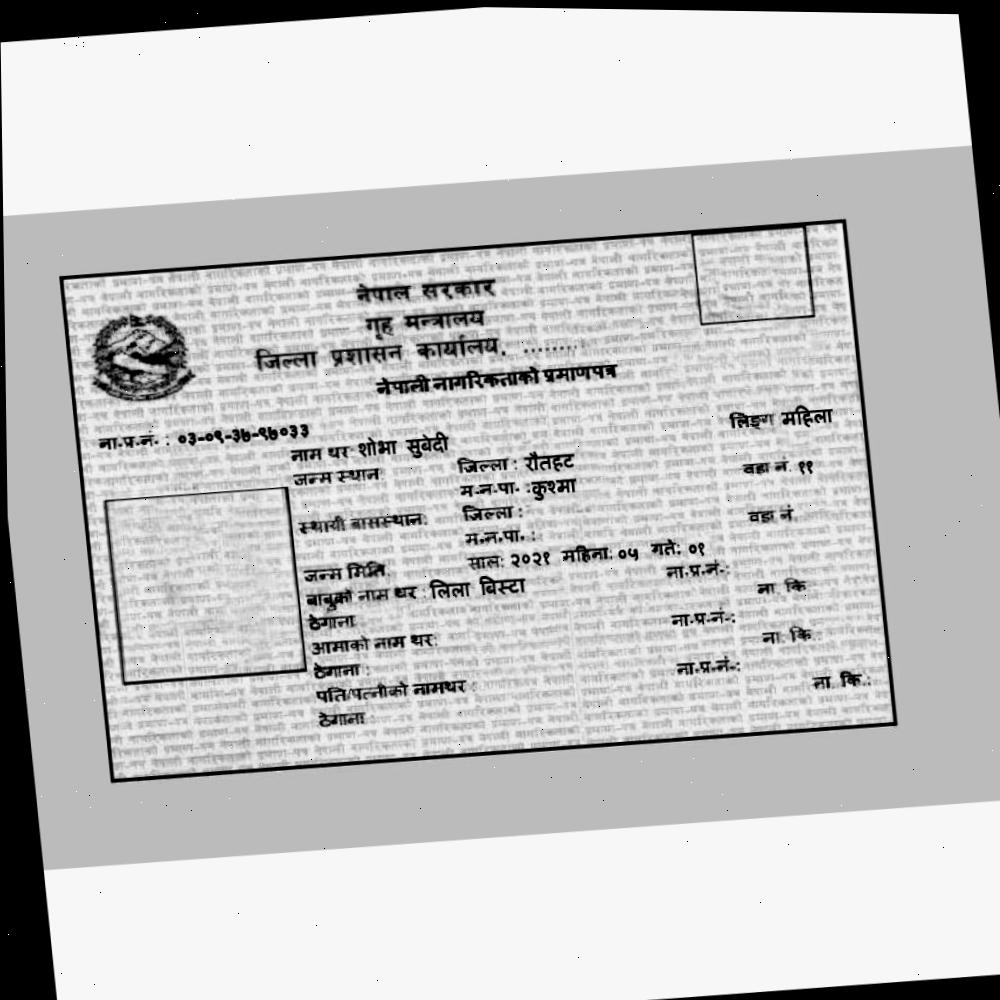 नेपाल सरकार
गृह मन्त्रालय
जिल्ला प्रशासन कार्यालय, .........
नेपाली नागरिकताको प्रमाणपत्र
ना.प्र.नं. : ०३-०९-३७-९७०३३
लिङ्ग महिला
नाम थर: शोभा सुवेदी
जन्म स्थान: जिल्ला : रौतहट
वडा नं. ११
म.न.पा. :कुश्मा
स्थायी बासस्थान: जिल्ला :
वडा नं.
म.न.पा. :
जन्म मिति: साल: २०२१ महिना: ०५ गते: ०१
बाबुको नाम थर : लिला बिस्टा
ना.प्र.नं-:
ठेगाना
ना. कि
आमाको नाम थर:
ना.प्र.नं-:
ठेगाना :
ना. कि.:
पति/पत्नीको नामथर :
ना.प्र.नं-:
ठेगाना :
ना. कि.: